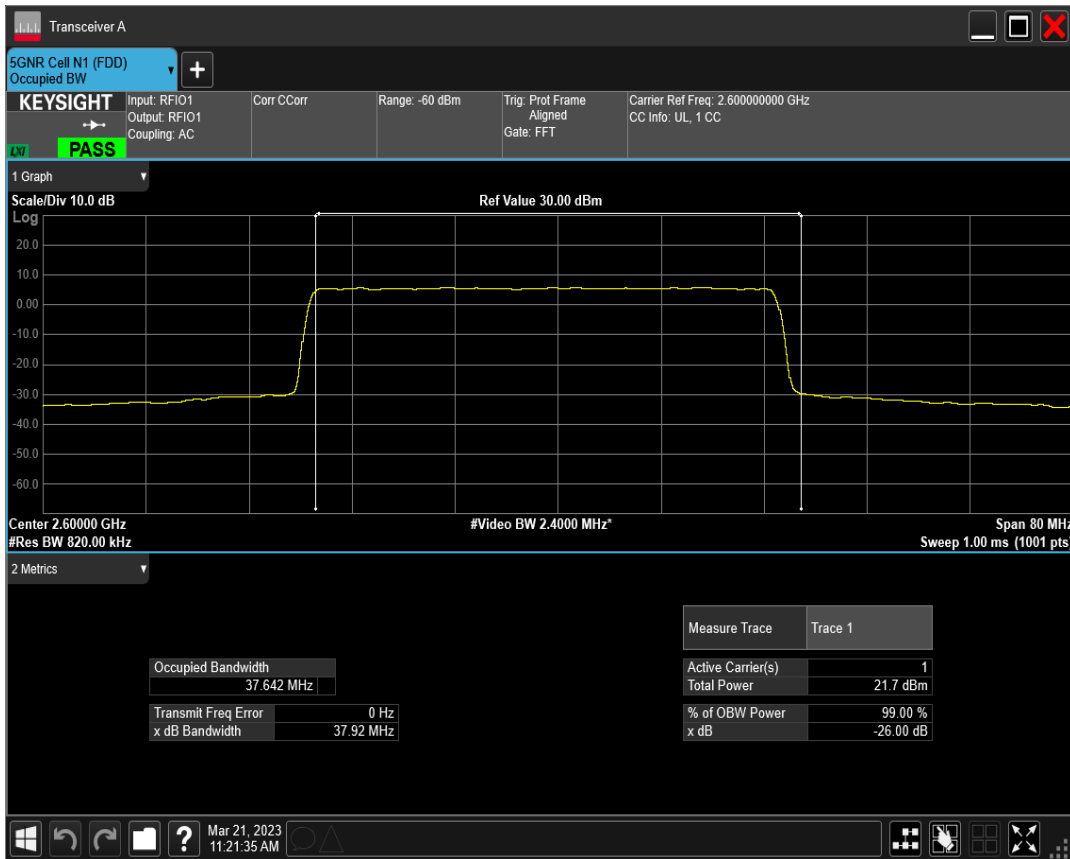 Transceiver A
5GNR Cell N1 (FDD)
Occupied BW
+
KEYSIGHT
LXI
PASS
Input: RFIO1
Output: RFIO1
Coupling: AC
Corr CCorr
Range: -60 dBm
Trig: Prot Frame
Aligned
Gate: FFT
Carrier Ref Freq: 2.600000000 GHz
CC Info: UL, 1 CC
1 Graph
Scale/Div 10.0 dB
Ref Value 30.00 dBm
Log
20.0
10.0
0.00
-10.0
-20.0
-30.0
-40.0
-50.0
-60.0
Center 2.60000 GHz
#Video BW 2.4000 MHz*
Span 80 MHz
#Res BW 820.00 kHz
Sweep 1.00 ms (1001 pts)
2 Metrics
Measure Trace Trace 1
Occupied Bandwidth
37.642 MHz
Active Carrier(s) 1
Total Power 21.7 dBm
Transmit Freq Error 0 Hz
x dB Bandwidth 37.92 MHz
% of OBW Power 99.00 %
x dB -26.00 dB
?
Mar 21, 2023
11:21:35 AM